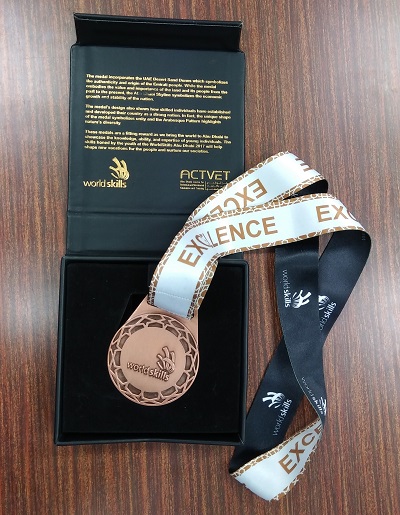 The medal incorporates the UAE Desert Sand Dunes which symbolises
the authenticity and origin of the Emirati people. While the medal
embodies the value and importance of the land and its people from the
past to the present, the Skyline symbolizes the economic
growth and stability of the nation.
The medal's design also shows how skilled individuals have established
and developed their country as a strong nation. In fact, the unique shape
of the medal symbolizes unity and the Arabesque Pattern highlights
nature's diversity.
These medals are a fitting reward as we bring the world to Abu Dhabi to
showcase the knowledge, ability, and expertise of young individuals. The
skills honed by the youth at the WorldSkills Abu Dhabi 2017 will help
shape new vocations for the people and nurture our societies.
worldskills
ACTVET
EXCELLENCE
EXCE
EXCE
worldskills
worldskills
worldskills
worldskills
EXCE